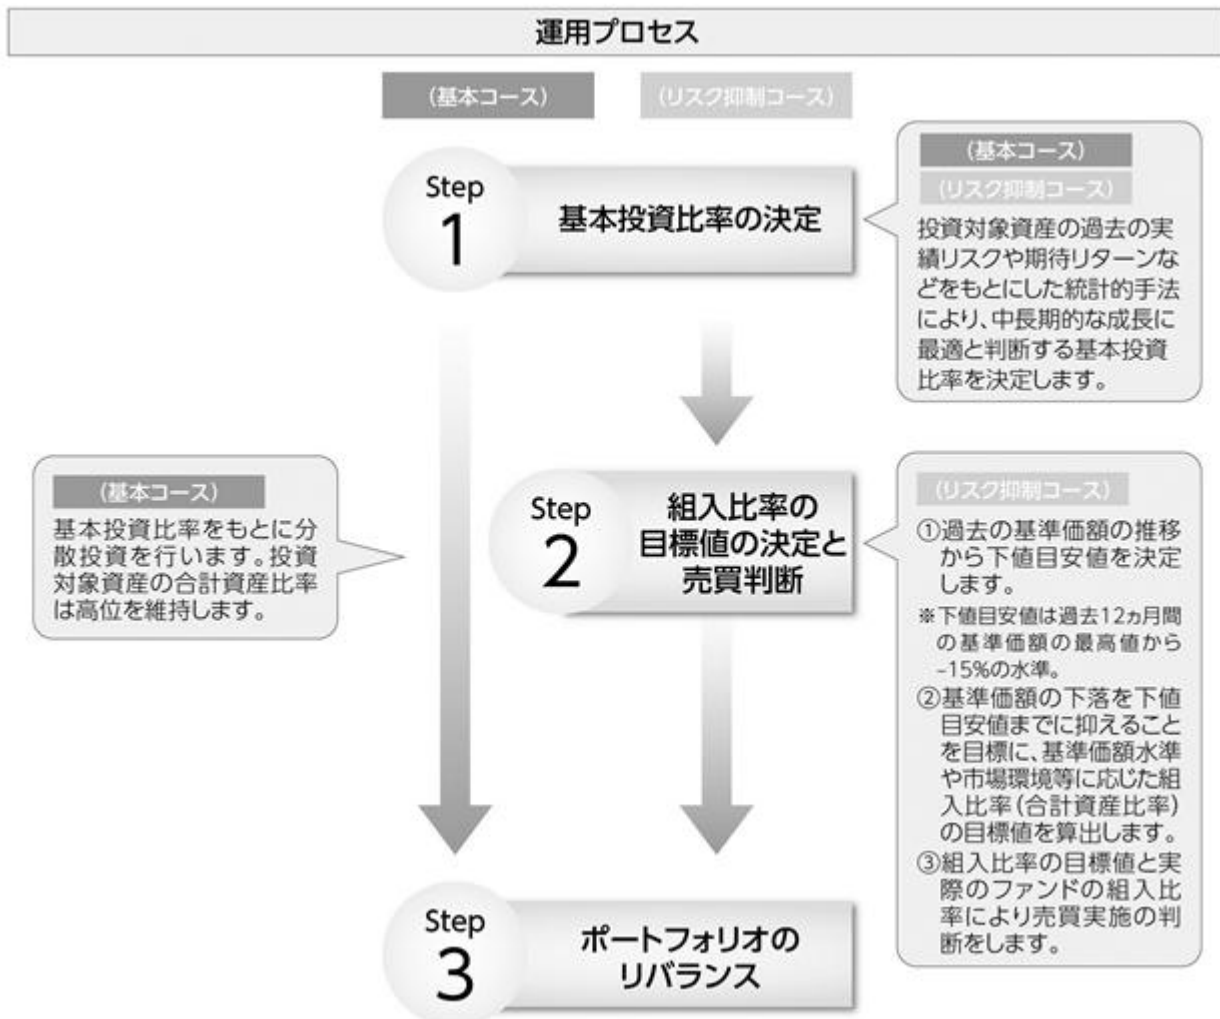 運用プロセス
(基本コース)
(リスク抑制コース)
Step
1
基本投資比率の決定
(基本コース)
(リスク抑制コース)
投資対象資産の過去の実
績リスクや期待リターンな
どをもとにした統計的手法
により、中長期的な成長に
最適と判断する基本投資
比率を決定します。
(基本コース)
基本投資比率をもとに分
散投資を行います。投資
対象資産の合計資産比率
は高位を維持します。
Step
2
組入比率の
目標値の決定と
売買判断
(リスク抑制コース)
①過去の基準価額の推移
から下値目安値を決定
します。
※下値目安値は過去12ヵ月間
の基準価額の最高値から
−15%の水準。
②基準価額の下落を下値
目安値までに抑えること
を目標に、基準価額水準
や市場環境等に応じた組
入比率(合計資産比率)
の目標値を算出します。
③組入比率の目標値と実
際のファンドの組入比
率により売買実施の判
断をします。
Step
3
ポートフォリオの
リバランス